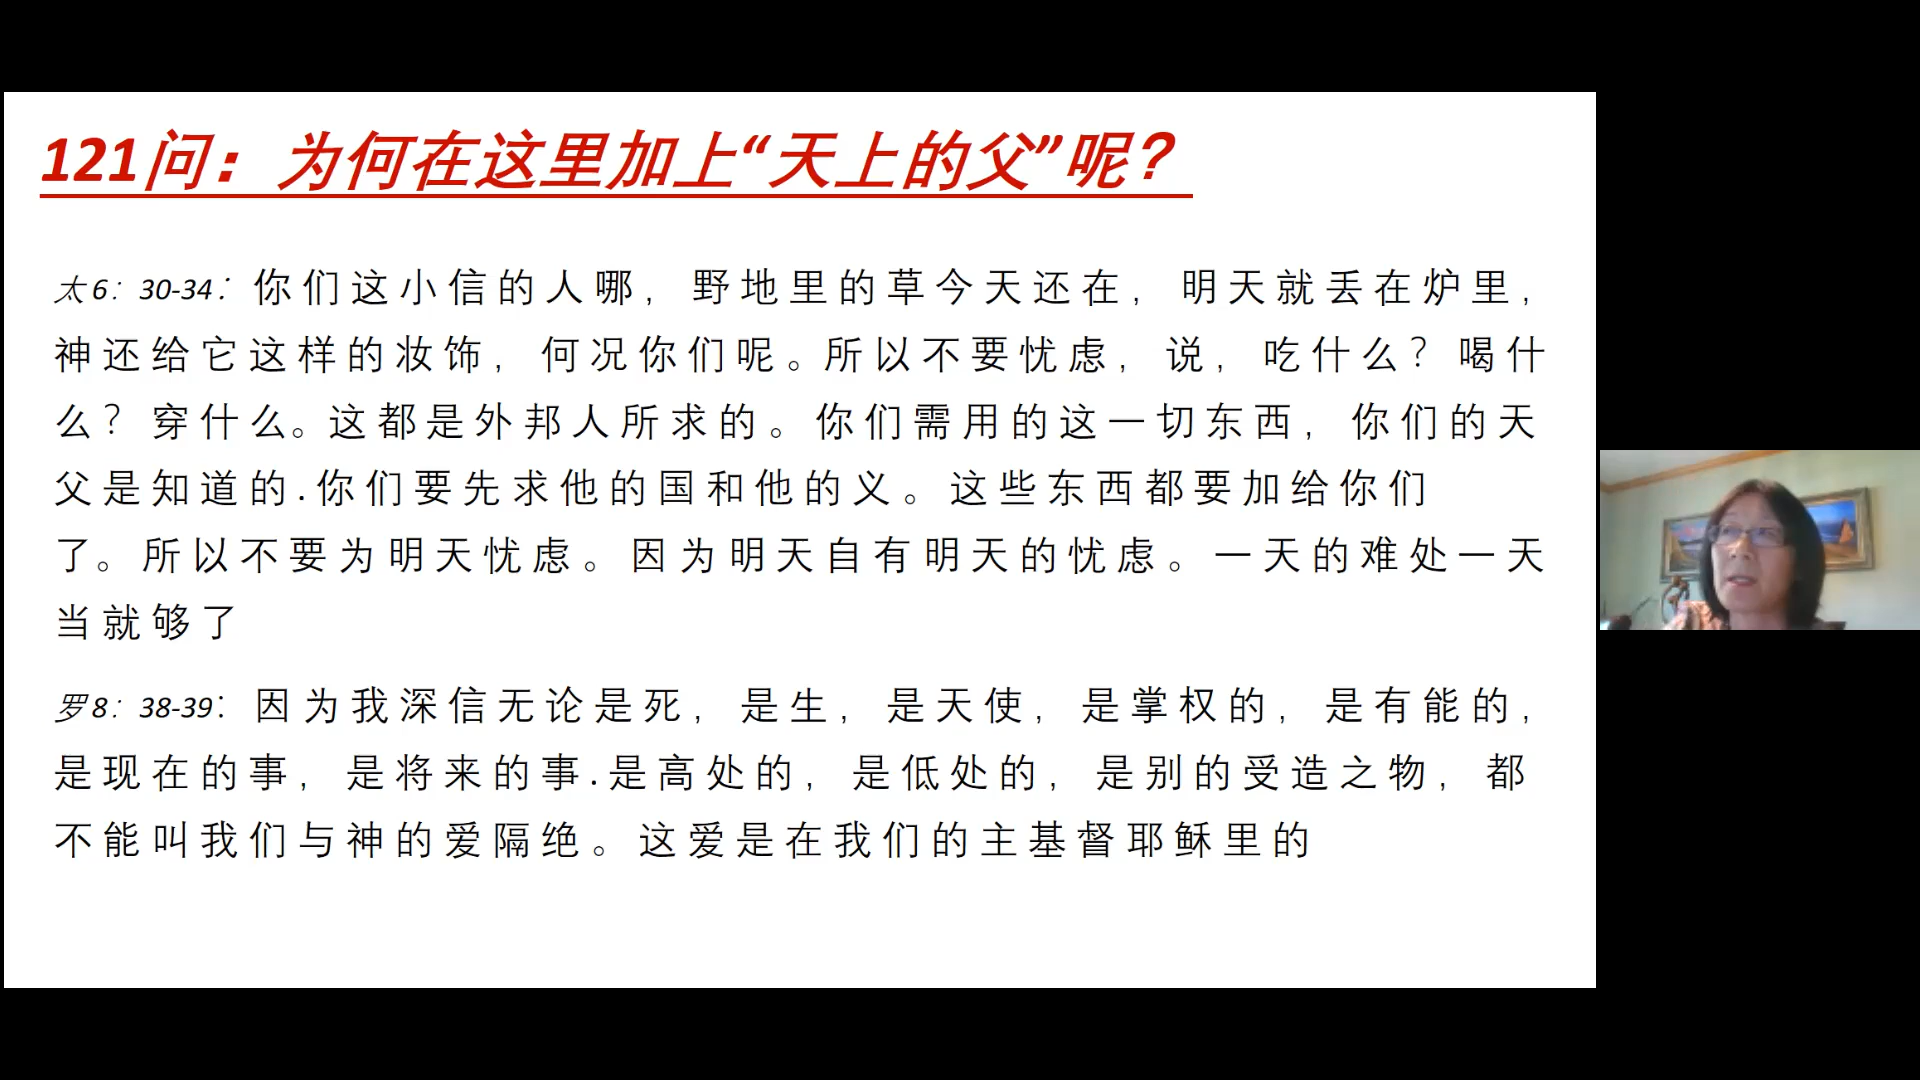 121问：为何在这里加上“天上的父”呢？
太6：30-34：你们这小信的人哪，野地里的草今天还在，明天就丢在炉里，
神还给它这样的妆饰，何况你们呢。所以不要忧虑，说，吃什么？喝什
么？穿什么。这都是外邦人所求的。你们需用的这一切东西，你们的天
父是知道的.你们要先求他的国和他的义。这些东西都要加给你们
了。所以不要为明天忧虑。因为明天自有明天的忧虑。一天的难处一天
当就够了
罗8：38-39：因为我深信无论是死，是生，是天使，是掌权的，是有能的，
是现在的事，是将来的事.是高处的，是低处的，是别的受造之物，都
不能叫我们与神的爱隔绝。这爱是在我们的主基督耶稣里的